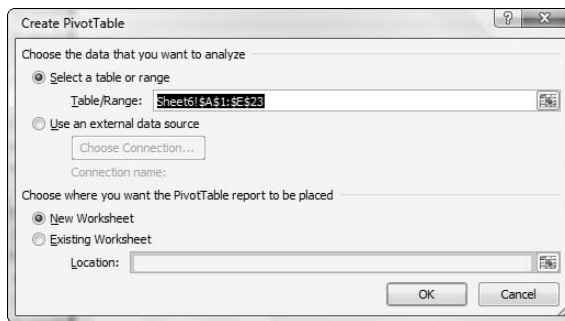 Create PivotTable
Choose the data that you want to analyze
Select a table or range
Table/Range: Sheet6!$A$1:$E$23
Use an external data source
Choose Connection...
Connection name:
Choose where you want the PivotTable report to be placed
New Worksheet
Existing Worksheet
Location:
OK Cancel